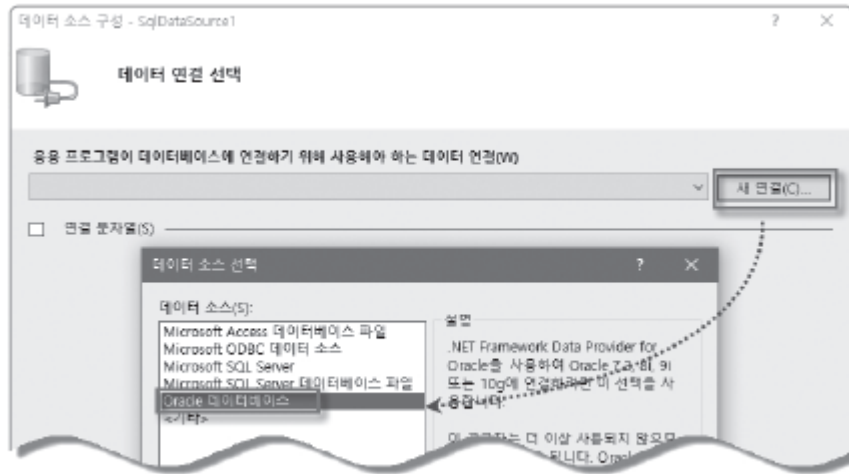 데이터 소스 구성 - SqlDataSource1
데이터 연결 선택
응용 프로그램이 데이터베이스에 연결하기 위해 사용해야 하는 데이터 연결(W)
새 연결(C)...
연결 문자열(S)
데이터 소스 선택
데이터 소스(S):
Microsoft Access 데이터베이스 파일
Microsoft ODBC 데이터 소스
Microsoft SQL Server
Microsoft SQL Server 데이터베이스 파일
Oracle 데이터베이스
<기타>
설명
.NET Framework Data Provider for
Oracle을 사용하여 Oracle 7.3, 8i, 9i
또는 10g에 연결하려면 이 선택을 사
용합니다.
이 공급자는 더 이상 사용되지 않으므
됩니다.